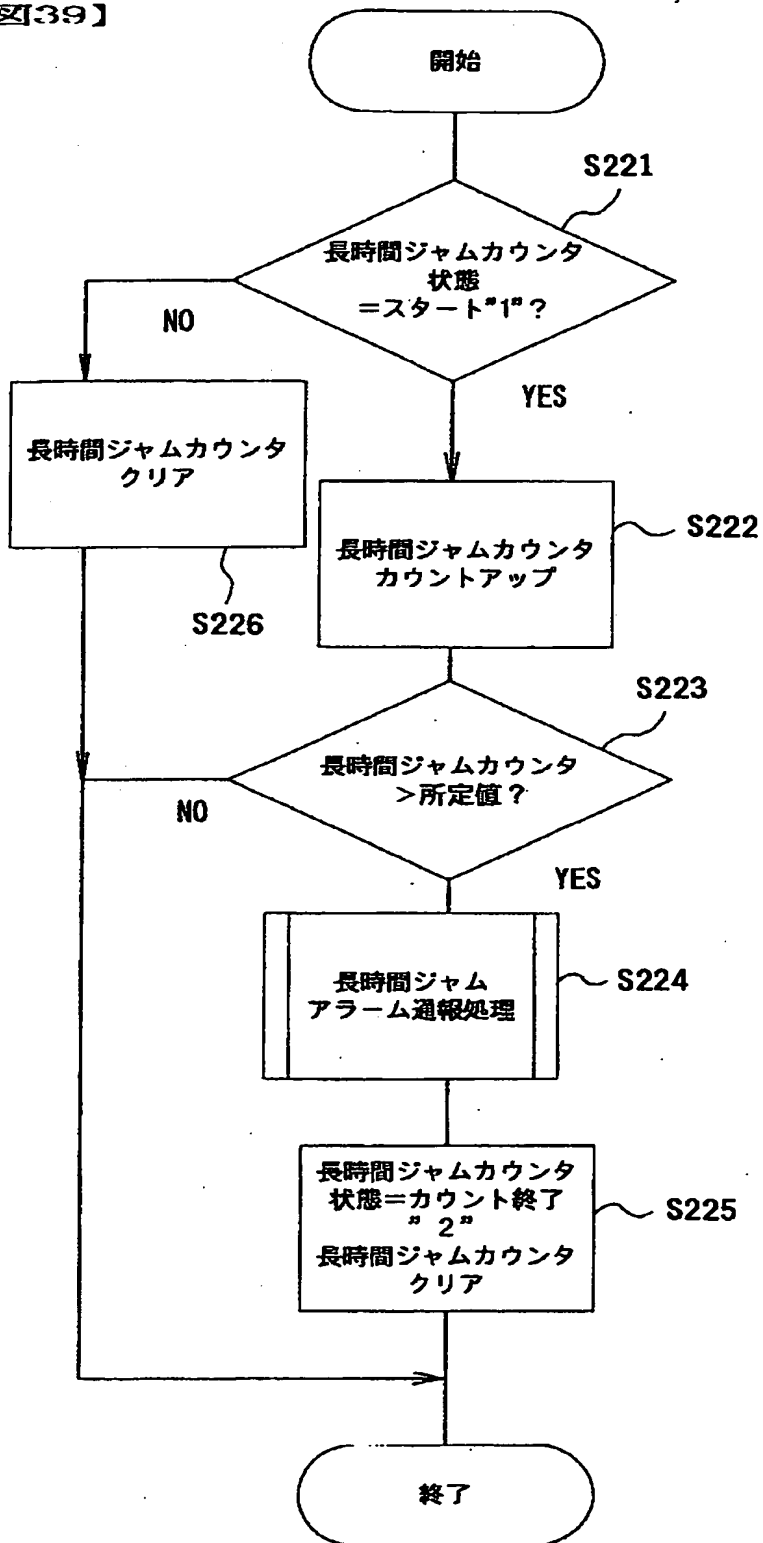 図39】
開始
S221
長時間ジャムカウンタ
状態
=スタート"1"?
NO
YES
長時間ジャムカウンタ
クリア
S226
長時間ジャムカウンタ
カウントアップ
S222
S223
長時間ジャムカウンタ
>所定値?
NO
YES
長時間ジャム
アラーム通報処理
S224
長時間ジャムカウンタ
状態=カウント終了
"2"
長時間ジャムカウンタ
クリア
S225
終了